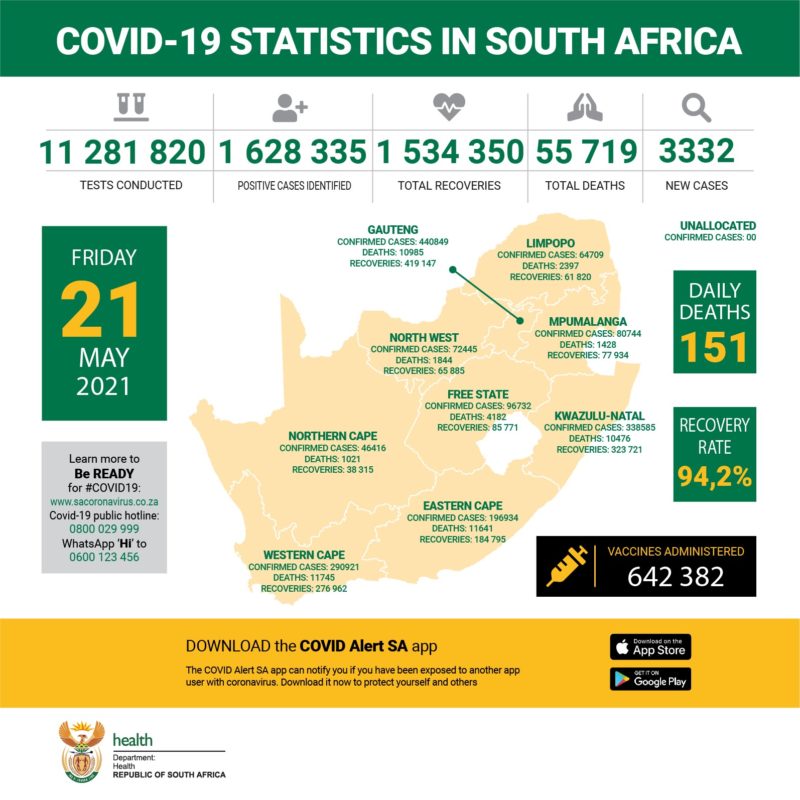 COVID-19 STATISTICS IN SOUTH AFRICA
11 281 820
TESTS CONDUCTED
1 628 335
POSITIVE CASES IDENTIFIED
1 534 350
TOTAL RECOVERIES
55 719
TOTAL DEATHS
3332
NEW CASES
FRIDAY
21
MAY
2021
Learn more to
Be READY
for #COVID19:
www.sacoronavirus.co.za
Covid-19 public hotline:
0800 029 999
WhatsApp 'Hi' to
0600 123 456
GAUTENG
CONFIRMED CASES: 440849
DEATHS: 10985
RECOVERIES: 419 147
LIMPOPO
CONFIRMED CASES: 64709
DEATHS: 2397
RECOVERIES: 61 820
MPUMALANGA
CONFIRMED CASES: 80744
DEATHS: 1428
RECOVERIES: 77 934
NORTH WEST
CONFIRMED CASES: 72445
DEATHS: 1844
RECOVERIES: 65 885
FREE STATE
CONFIRMED CASES: 96732
DEATHS: 4182
RECOVERIES: 85 771
KWAZULU-NATAL
CONFIRMED CASES: 338585
DEATHS: 10476
RECOVERIES: 323 721
NORTHERN CAPE
CONFIRMED CASES: 46416
DEATHS: 1021
RECOVERIES: 38 315
EASTERN CAPE
CONFIRMED CASES: 196934
DEATHS: 11641
RECOVERIES: 184 795
WESTERN CAPE
CONFIRMED CASES: 290921
DEATHS: 11745
RECOVERIES: 276 962
UNALLOCATED
CONFIRMED CASES: 00
DAILY
DEATHS
151
RECOVERY
RATE
94,2%
VACCINES ADMINISTERED
642 382
DOWNLOAD the COVID Alert SA app
The COVID Alert SA app can notify you if you have been exposed to another app
user with coronavirus. Download it now to protect yourself and others
Download on the
App Store
GET IT ON
Google Play
health
Department:
Health
REPUBLIC OF SOUTH AFRICA